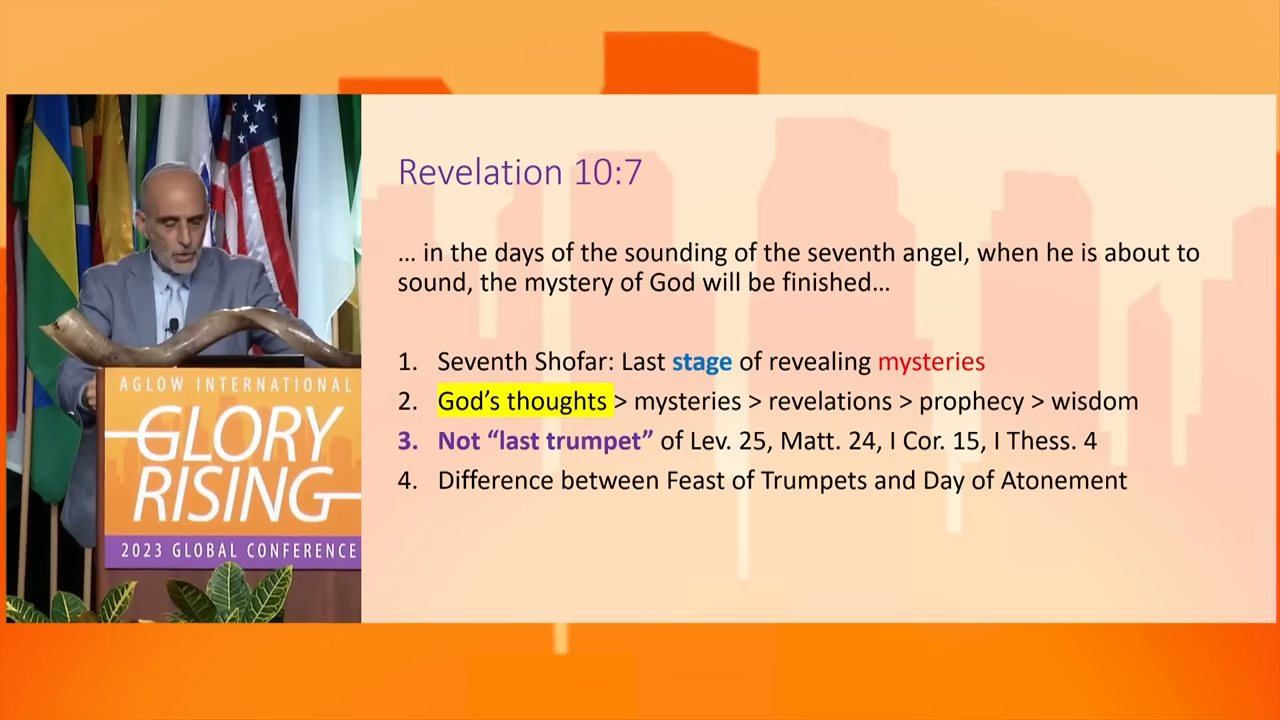 Revelation 10:7
... in the days of the sounding of the seventh angel, when he is about to
sound, the mystery of God will be finished...
1. Seventh Shofar: Last stage of revealing mysteries
2. God’s thoughts > mysteries > revelations > prophecy > wisdom
3. Not “last trumpet” of Lev. 25, Matt. 24, I Cor. 15, I Thess. 4
4. Difference between Feast of Trumpets and Day of Atonement
AGLOW INTERNATIONAL
GLORY
RISING
2023 GLOBAL CONFERENCE